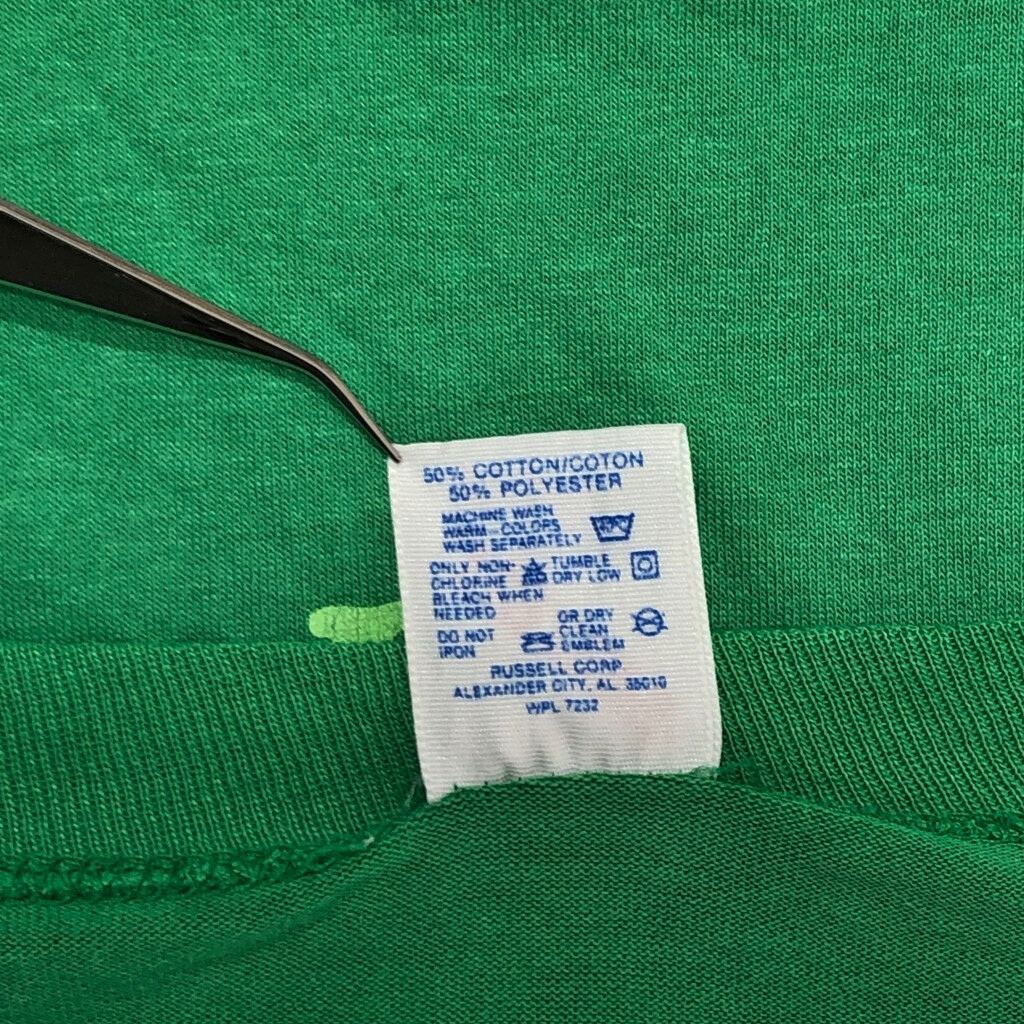 50% COTTON/COTON
50% POLYESTER
MACHINE WASH
WARM - COLORS
WASH SEPARATELY
ONLY NON-
CHLORINE
BLEACH WHEN
NEEDED
TUMBLE
DRY LOW
DO NOT
IRON
OR DRY
CLEAN
EMBLEM
RUSSELL CORP
ALEXANDER CITY, AL 35010
WPL 7232